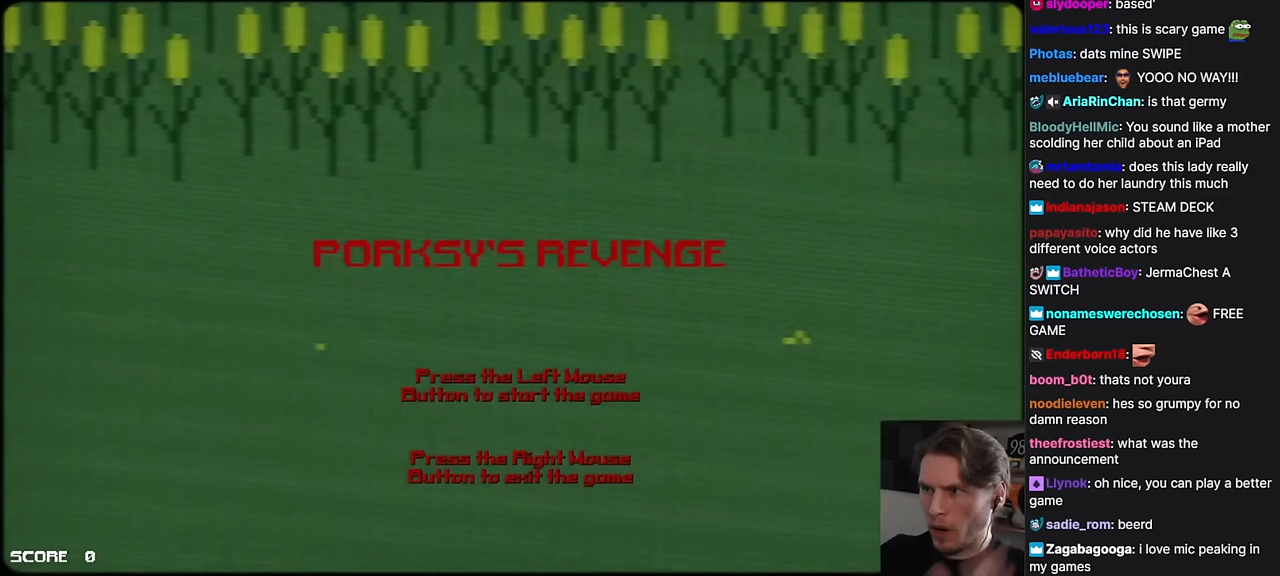 PORKSY'S REVENGE
Press the Left Mouse
Button to start the game
Press the Right Mouse
Button to exit the game
SCORE 0
98
slydooper: based'
valerious123: this is scary game
Photas: dats mine SWIPE
mebluebear: YOOO NO WAY!!!
AriaRinChan: is that germy
BloodyHellMic: You sound like a mother
scolding her child about an iPad
does this lady really
need to do her laundry this much
Indianajason: STEAM DECK
papayasito: why did he have like 3
different voice actors
BatheticBoy: JermaChest A
SWITCH
nonameswerechosen: FREE
GAME
Enderborn18:
boom_b0t: thats not youra
noodieleven: hes so grumpy for no
damn reason
theefrostiest: what was the
announcement
Llynok: oh nice, you can play a better
game
sadie_rom: beerd
Zagabagooga: i love mic peaking in
my games